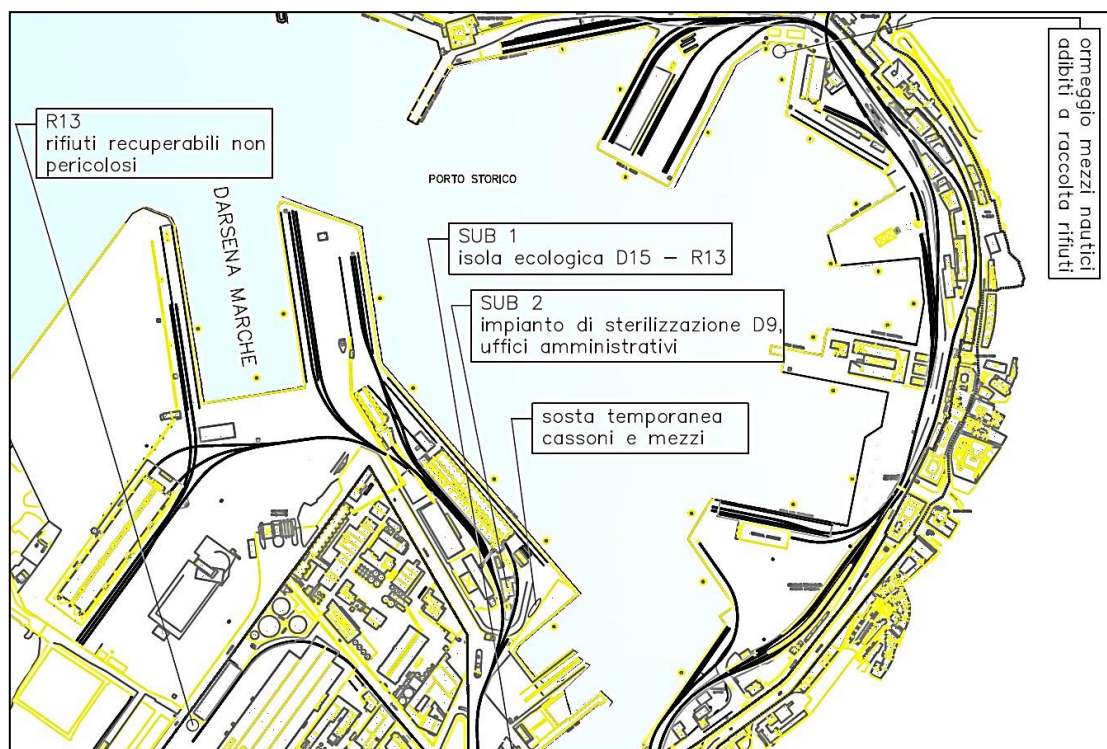 ormeggio mezzi nautici
adibiti a raccolta rifiuti
R13
rifiuti recuperabili non
pericolosi
PORTO STORICO
DARSENA MARCHE
SUB 1
isola ecologica D15 – R13
SUB 2
impianto di sterilizzazione D9,
uffici amministrativi
sosta temporanea
cassoni e mezzi